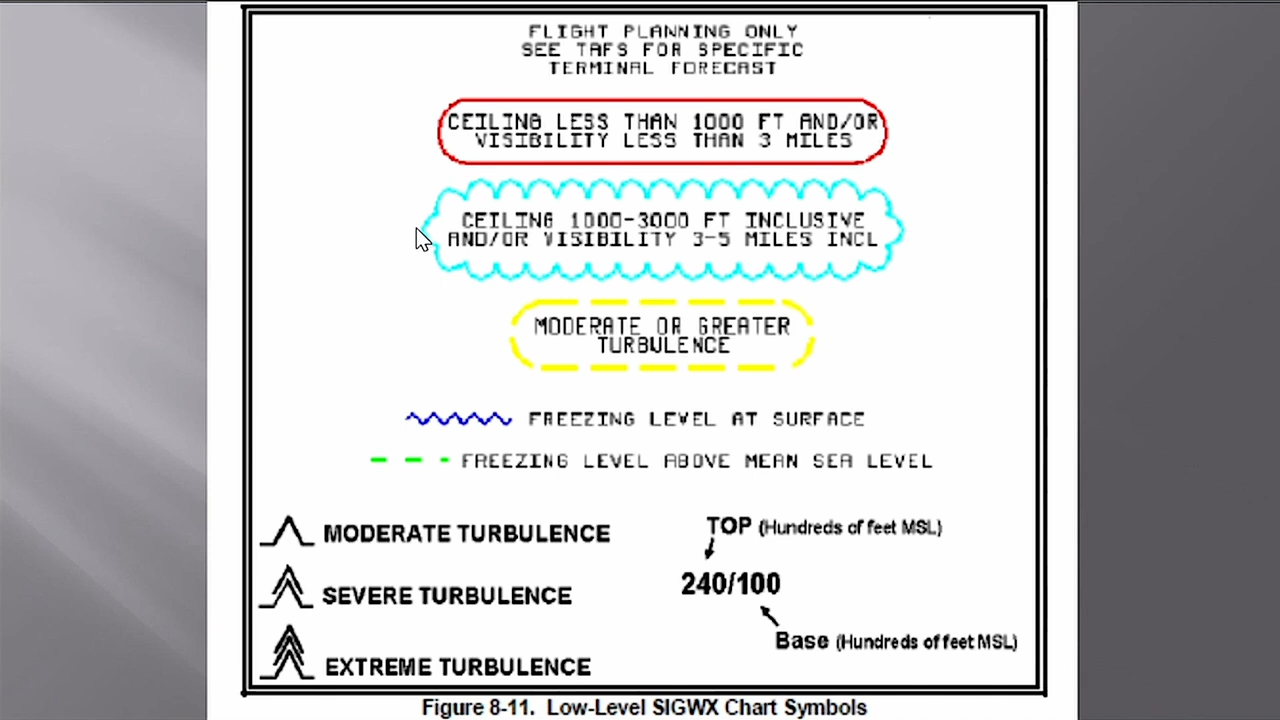 FLIGHT PLANNING ONLY
SEE TAFS FOR SPECIFIC
TERMINAL FORECAST
CEILING LESS THAN 1000 FT AND/OR
VISIBILITY LESS THAN 3 MILES
CEILING 1000-3000 FT INCLUSIVE
AND/OR VISIBILITY 3-5 MILES INCL
MODERATE OR GREATER
TURBULENCE
FREEZING LEVEL AT SURFACE
FREEZING LEVEL ABOVE MEAN SEA LEVEL
MODERATE TURBULENCE
SEVERE TURBULENCE
EXTREME TURBULENCE
TOP (Hundreds of feet MSL)
240/100
Base (Hundreds of feet MSL)
Figure 8-11. Low-Level SIGWX Chart Symbols